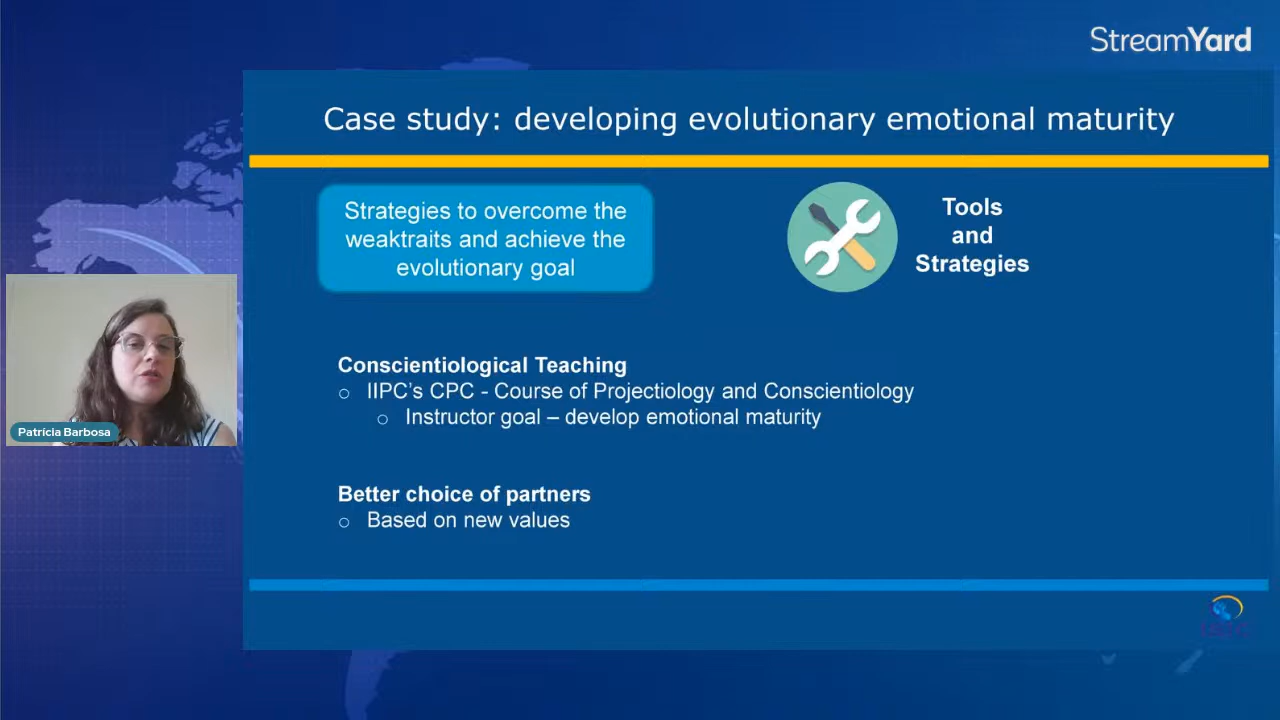 StreamYard
Case study: developing evolutionary emotional maturity
Strategies to overcome the
weaktraits and achieve the
evolutionary goal
Tools
and
Strategies
Conscientiological Teaching
○ IIPC's CPC - Course of Projectiology and Conscientiology
○ Instructor goal – develop emotional maturity
Better choice of partners
○ Based on new values
Patrícia Barbosa